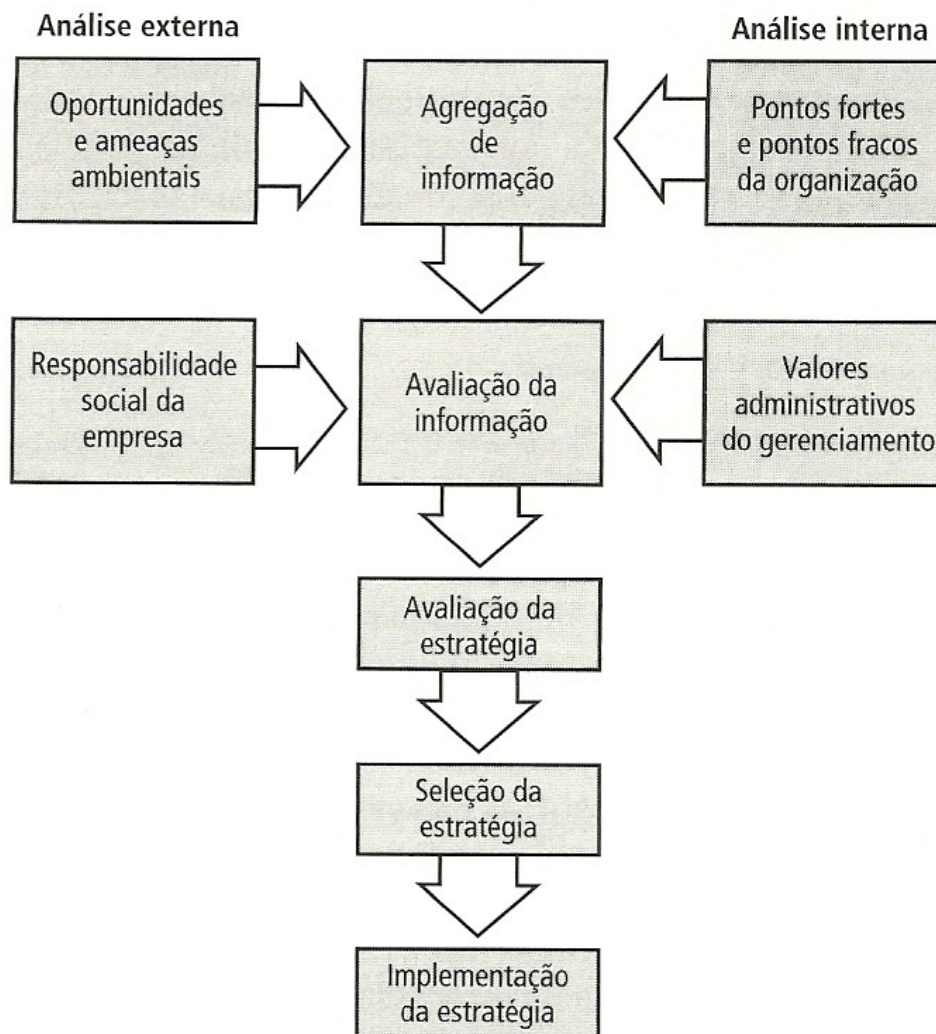 Análise externa
Análise interna
Oportunidades
e ameaças
ambientais
Agregação
de
informação
Pontos fortes
e pontos fracos
da organização
Responsabilidade
social da
empresa
Avaliação da
informação
Valores
administrativos
do gerenciamento
Avaliação da
estratégia
Seleção da
estratégia
Implementação
da estratégia